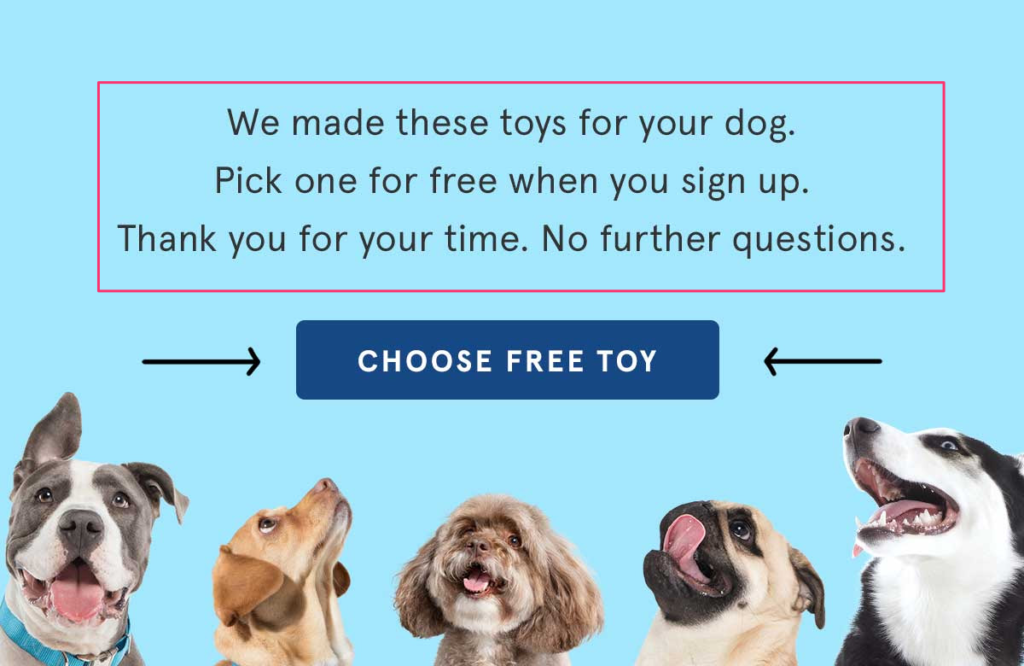 We made these toys for your dog.
Pick one for free when you sign up.
Thank you for your time. No further questions.
CHOOSE FREE TOY